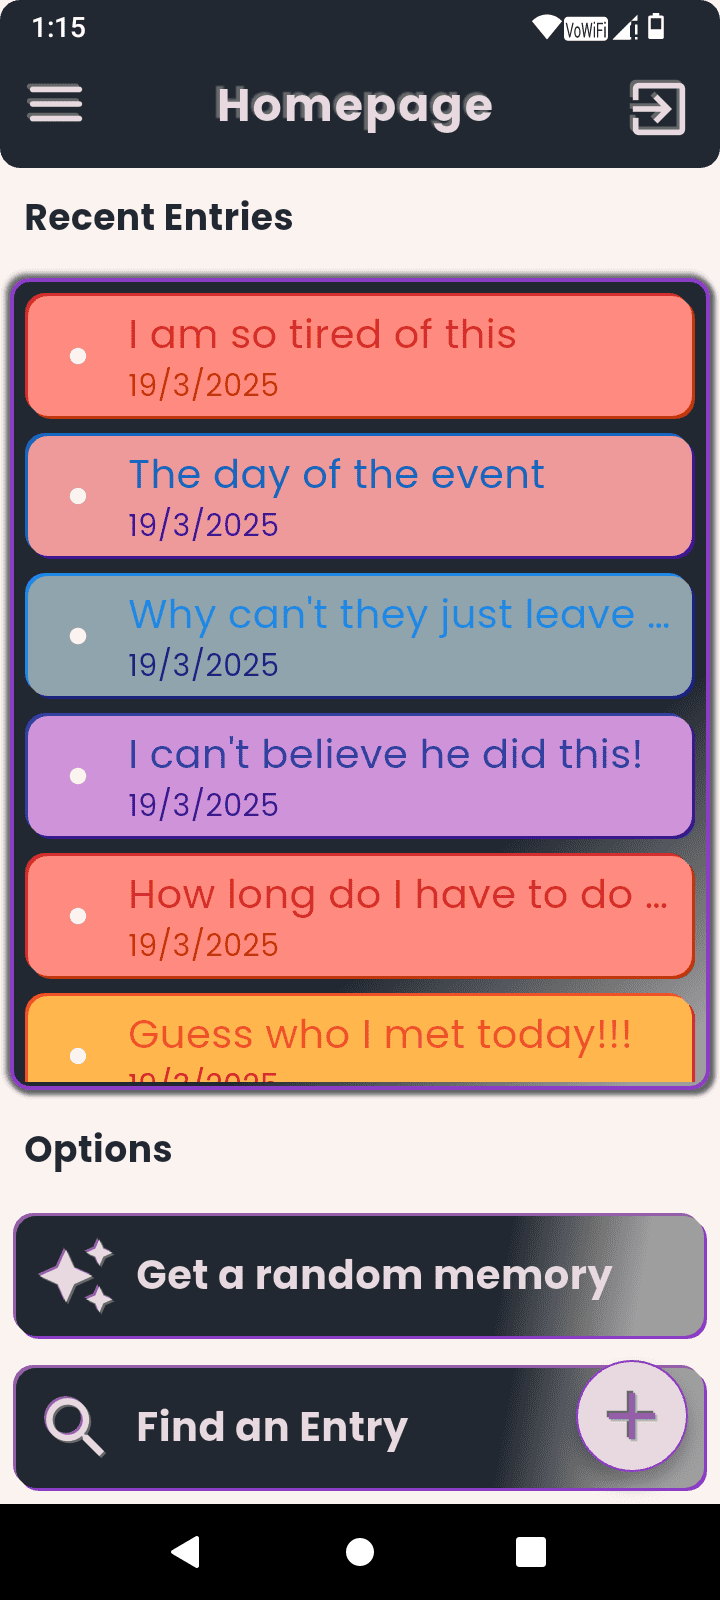 1:15
VoWiFi
Homepage
Recent Entries
I am so tired of this
19/3/2025
The day of the event
19/3/2025
Why can't they just leave ...
19/3/2025
I can't believe he did this!
19/3/2025
How long do I have to do ...
19/3/2025
Guess who I met today!!!
19/3/2025
Options
Get a random memory
Find an Entry